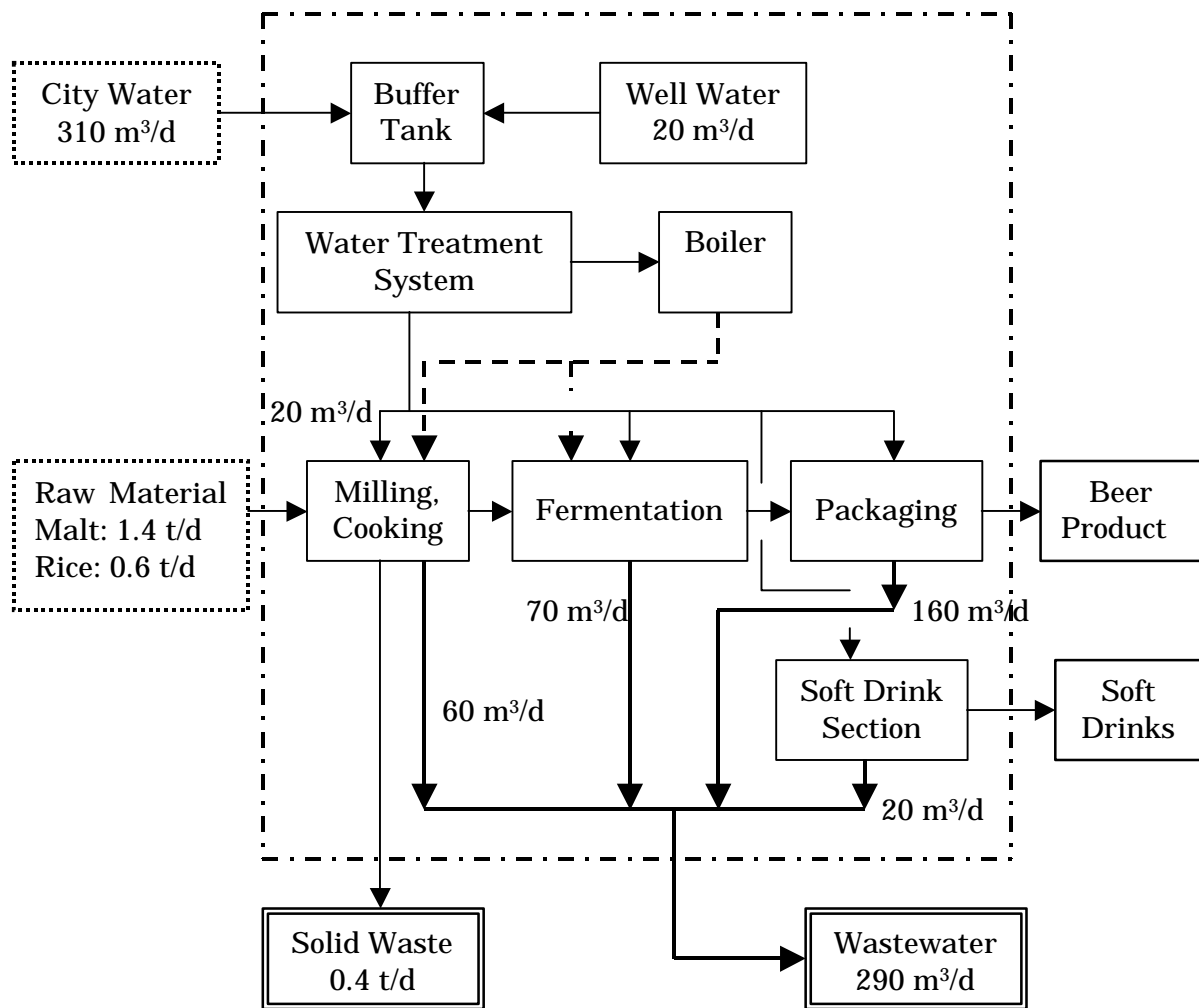 City Water
310 m³/d
Buffer
Tank
Well Water
20 m³/d
Water Treatment
System
Boiler
20 m³/d
Raw Material
Malt: 1.4 t/d
Rice: 0.6 t/d
Milling,
Cooking
Fermentation
Packaging
Beer
Product
70 m³/d
160 m³/d
60 m³/d
Soft Drink
Section
Soft
Drinks
20 m³/d
Solid Waste
0.4 t/d
Wastewater
290 m³/d